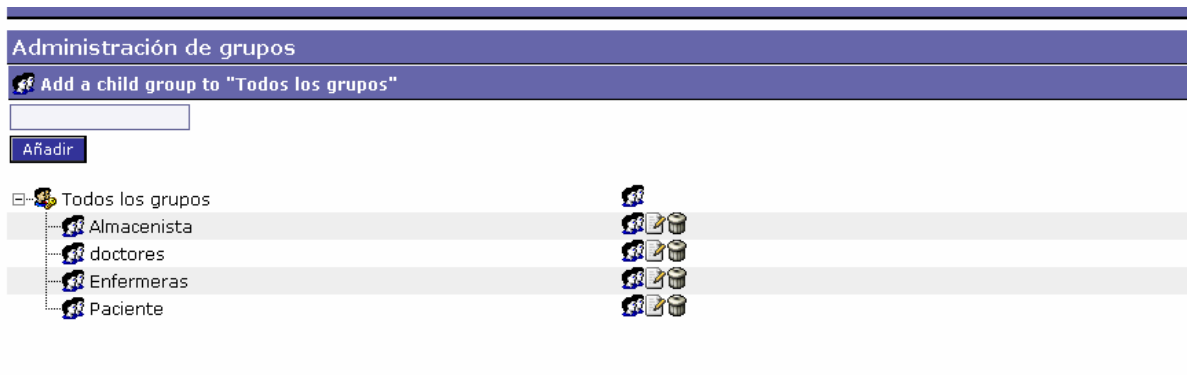 Administración de grupos
Add a child group to "Todos los grupos"
Añadir
Todos los grupos
Almacenista
doctores
Enfermeras
Paciente